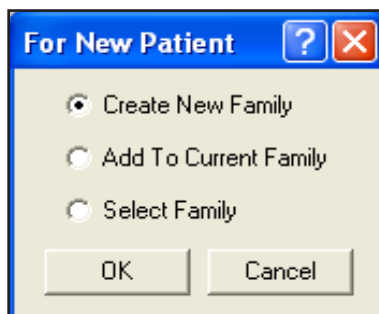 For New Patient ?
Create New Family
Add To Current Family
Select Family
OK Cancel